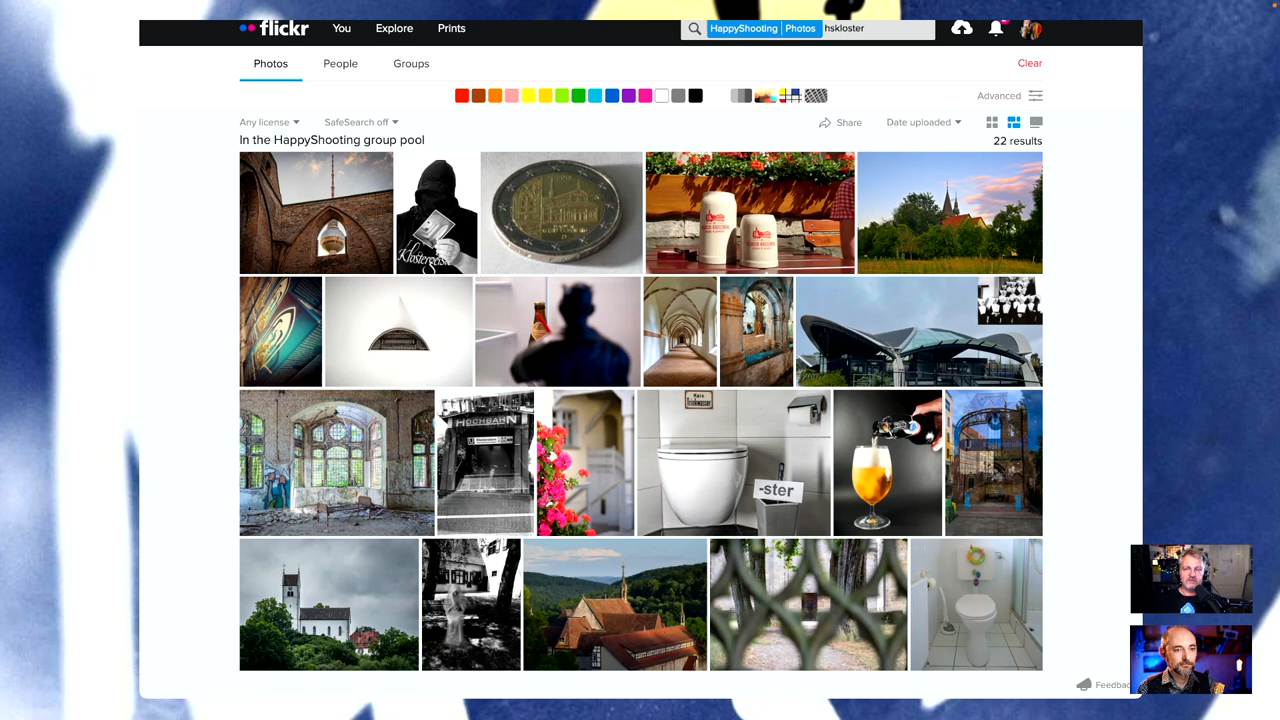 flickr
You Explore Prints
HappyShooting Photos hskloster
Photos People Groups
Clear
Advanced
Any license SafeSearch off
Share Date uploaded
In the HappyShooting group pool
22 results
Klostergeist
HOCHBAHN
Kein
Trinkwasser
-ster
Feedbac